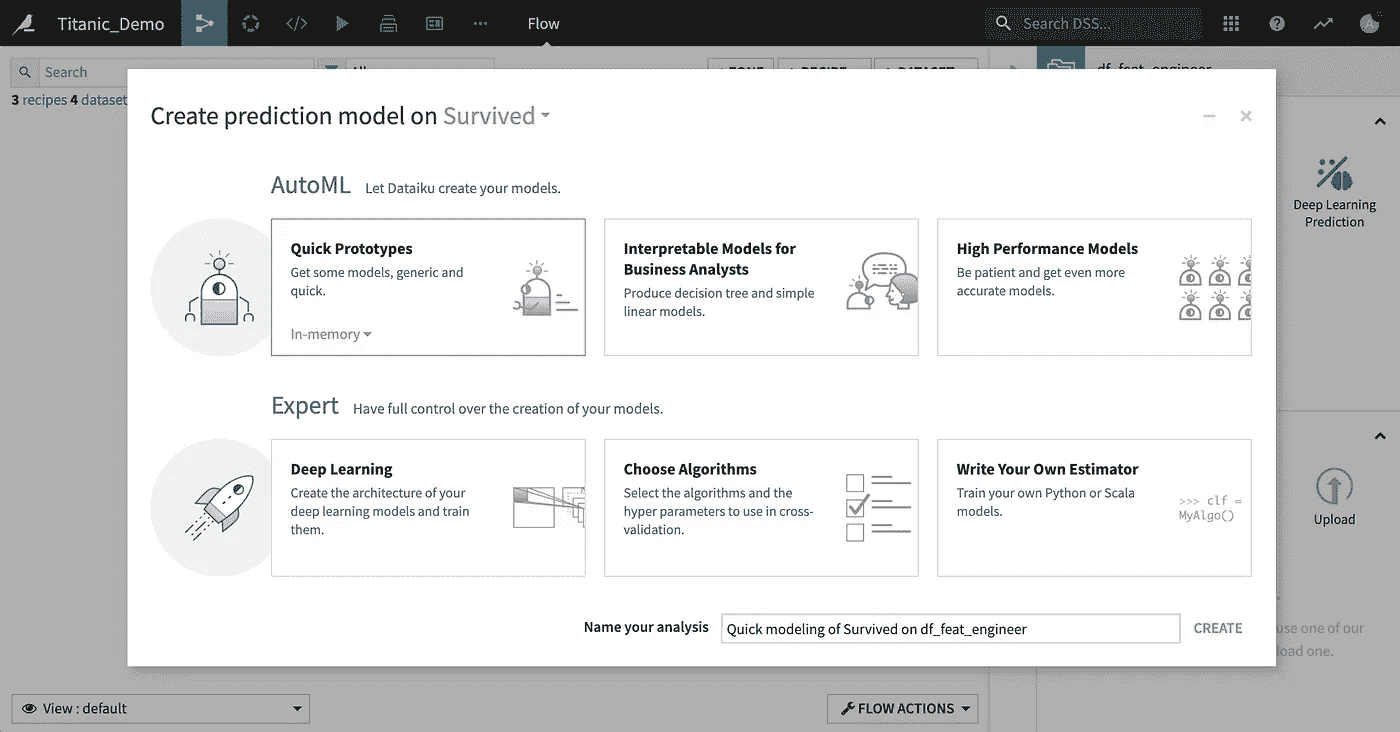 Titanic_Demo
Flow
Search DSS...
Search
3 recipes 4 dataset
df_feat_engineer
Create prediction model on Survived
AutoML Let Dataiku create your models.
Quick Prototypes
Get some models, generic and
quick.
In-memory
Interpretable Models for
Business Analysts
Produce decision tree and simple
linear models.
High Performance Models
Be patient and get even more
accurate models.
Expert Have full control over the creation of your models.
Deep Learning
Create the architecture of your
deep learning models and train
them.
Choose Algorithms
Select the algorithms and the
hyper parameters to use in cross-
validation.
Write Your Own Estimator
Train your own Python or Scala
models.
>>> clf =
MyAlgo()
Name your analysis
Quick modeling of Survived on df_feat_engineer
CREATE
Deep Learning
Prediction
Upload
use one of our
load one.
View : default
FLOW ACTIONS